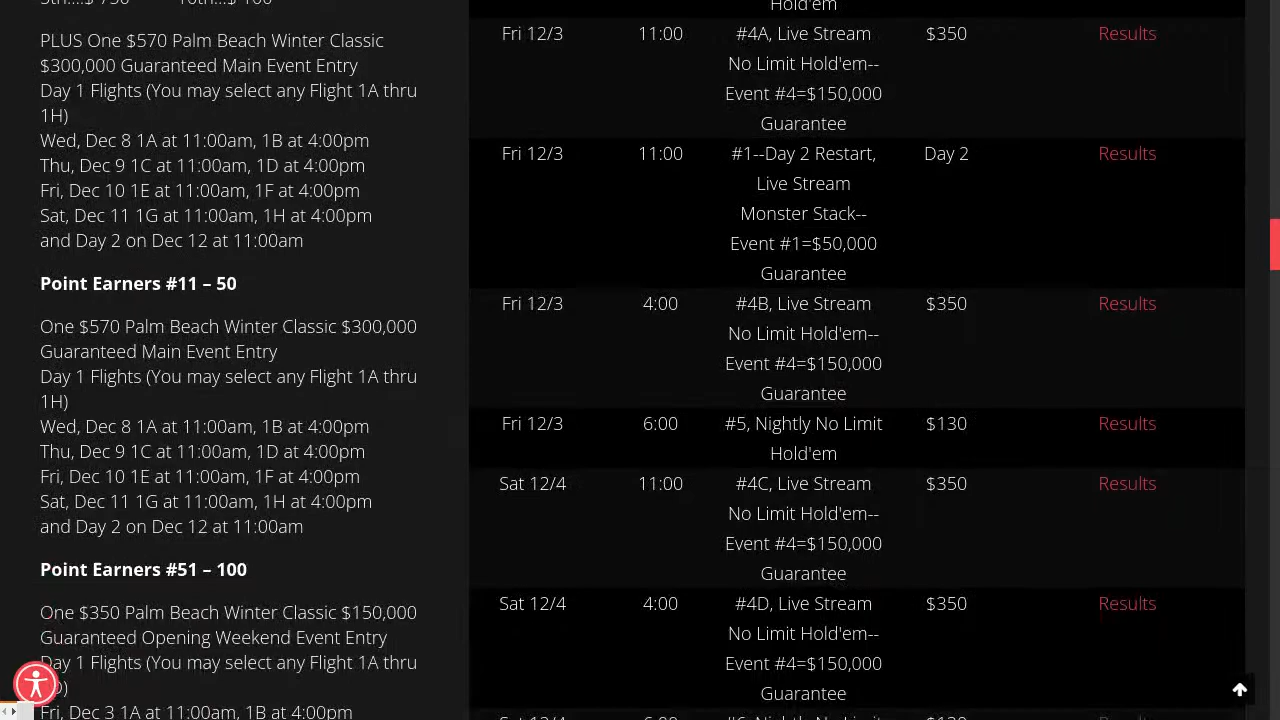 PLUS One $570 Palm Beach Winter Classic
$300,000 Guaranteed Main Event Entry
Day 1 Flights (You may select any Flight 1A thru
1H)
Wed, Dec 8 1A at 11:00am, 1B at 4:00pm
Thu, Dec 9 1C at 11:00am, 1D at 4:00pm
Fri, Dec 10 1E at 11:00am, 1F at 4:00pm
Sat, Dec 11 1G at 11:00am, 1H at 4:00pm
and Day 2 on Dec 12 at 11:00am
Point Earners #11 – 50
One $570 Palm Beach Winter Classic $300,000
Guaranteed Main Event Entry
Day 1 Flights (You may select any Flight 1A thru
1H)
Wed, Dec 8 1A at 11:00am, 1B at 4:00pm
Thu, Dec 9 1C at 11:00am, 1D at 4:00pm
Fri, Dec 10 1E at 11:00am, 1F at 4:00pm
Sat, Dec 11 1G at 11:00am, 1H at 4:00pm
and Day 2 on Dec 12 at 11:00am
Point Earners #51 – 100
One $350 Palm Beach Winter Classic $150,000
Guaranteed Opening Weekend Event Entry
Day 1 Flights (You may select any Flight 1A thru
Fri, Dec 3 1A at 11:00am, 1B at 4:00pm
Hold'em
Fri 12/3 11:00 #4A, Live Stream $350 Results
No Limit Hold'em--
Event #4=$150,000
Guarantee
Fri 12/3 11:00 #1--Day 2 Restart, Day 2 Results
Live Stream
Monster Stack--
Event #1=$50,000
Guarantee
Fri 12/3 4:00 #4B, Live Stream $350 Results
No Limit Hold'em--
Event #4=$150,000
Guarantee
Fri 12/3 6:00 #5, Nightly No Limit $130 Results
Hold'em
Sat 12/4 11:00 #4C, Live Stream $350 Results
No Limit Hold'em--
Event #4=$150,000
Guarantee
Sat 12/4 4:00 #4D, Live Stream $350 Results
No Limit Hold'em--
Event #4=$150,000
Guarantee